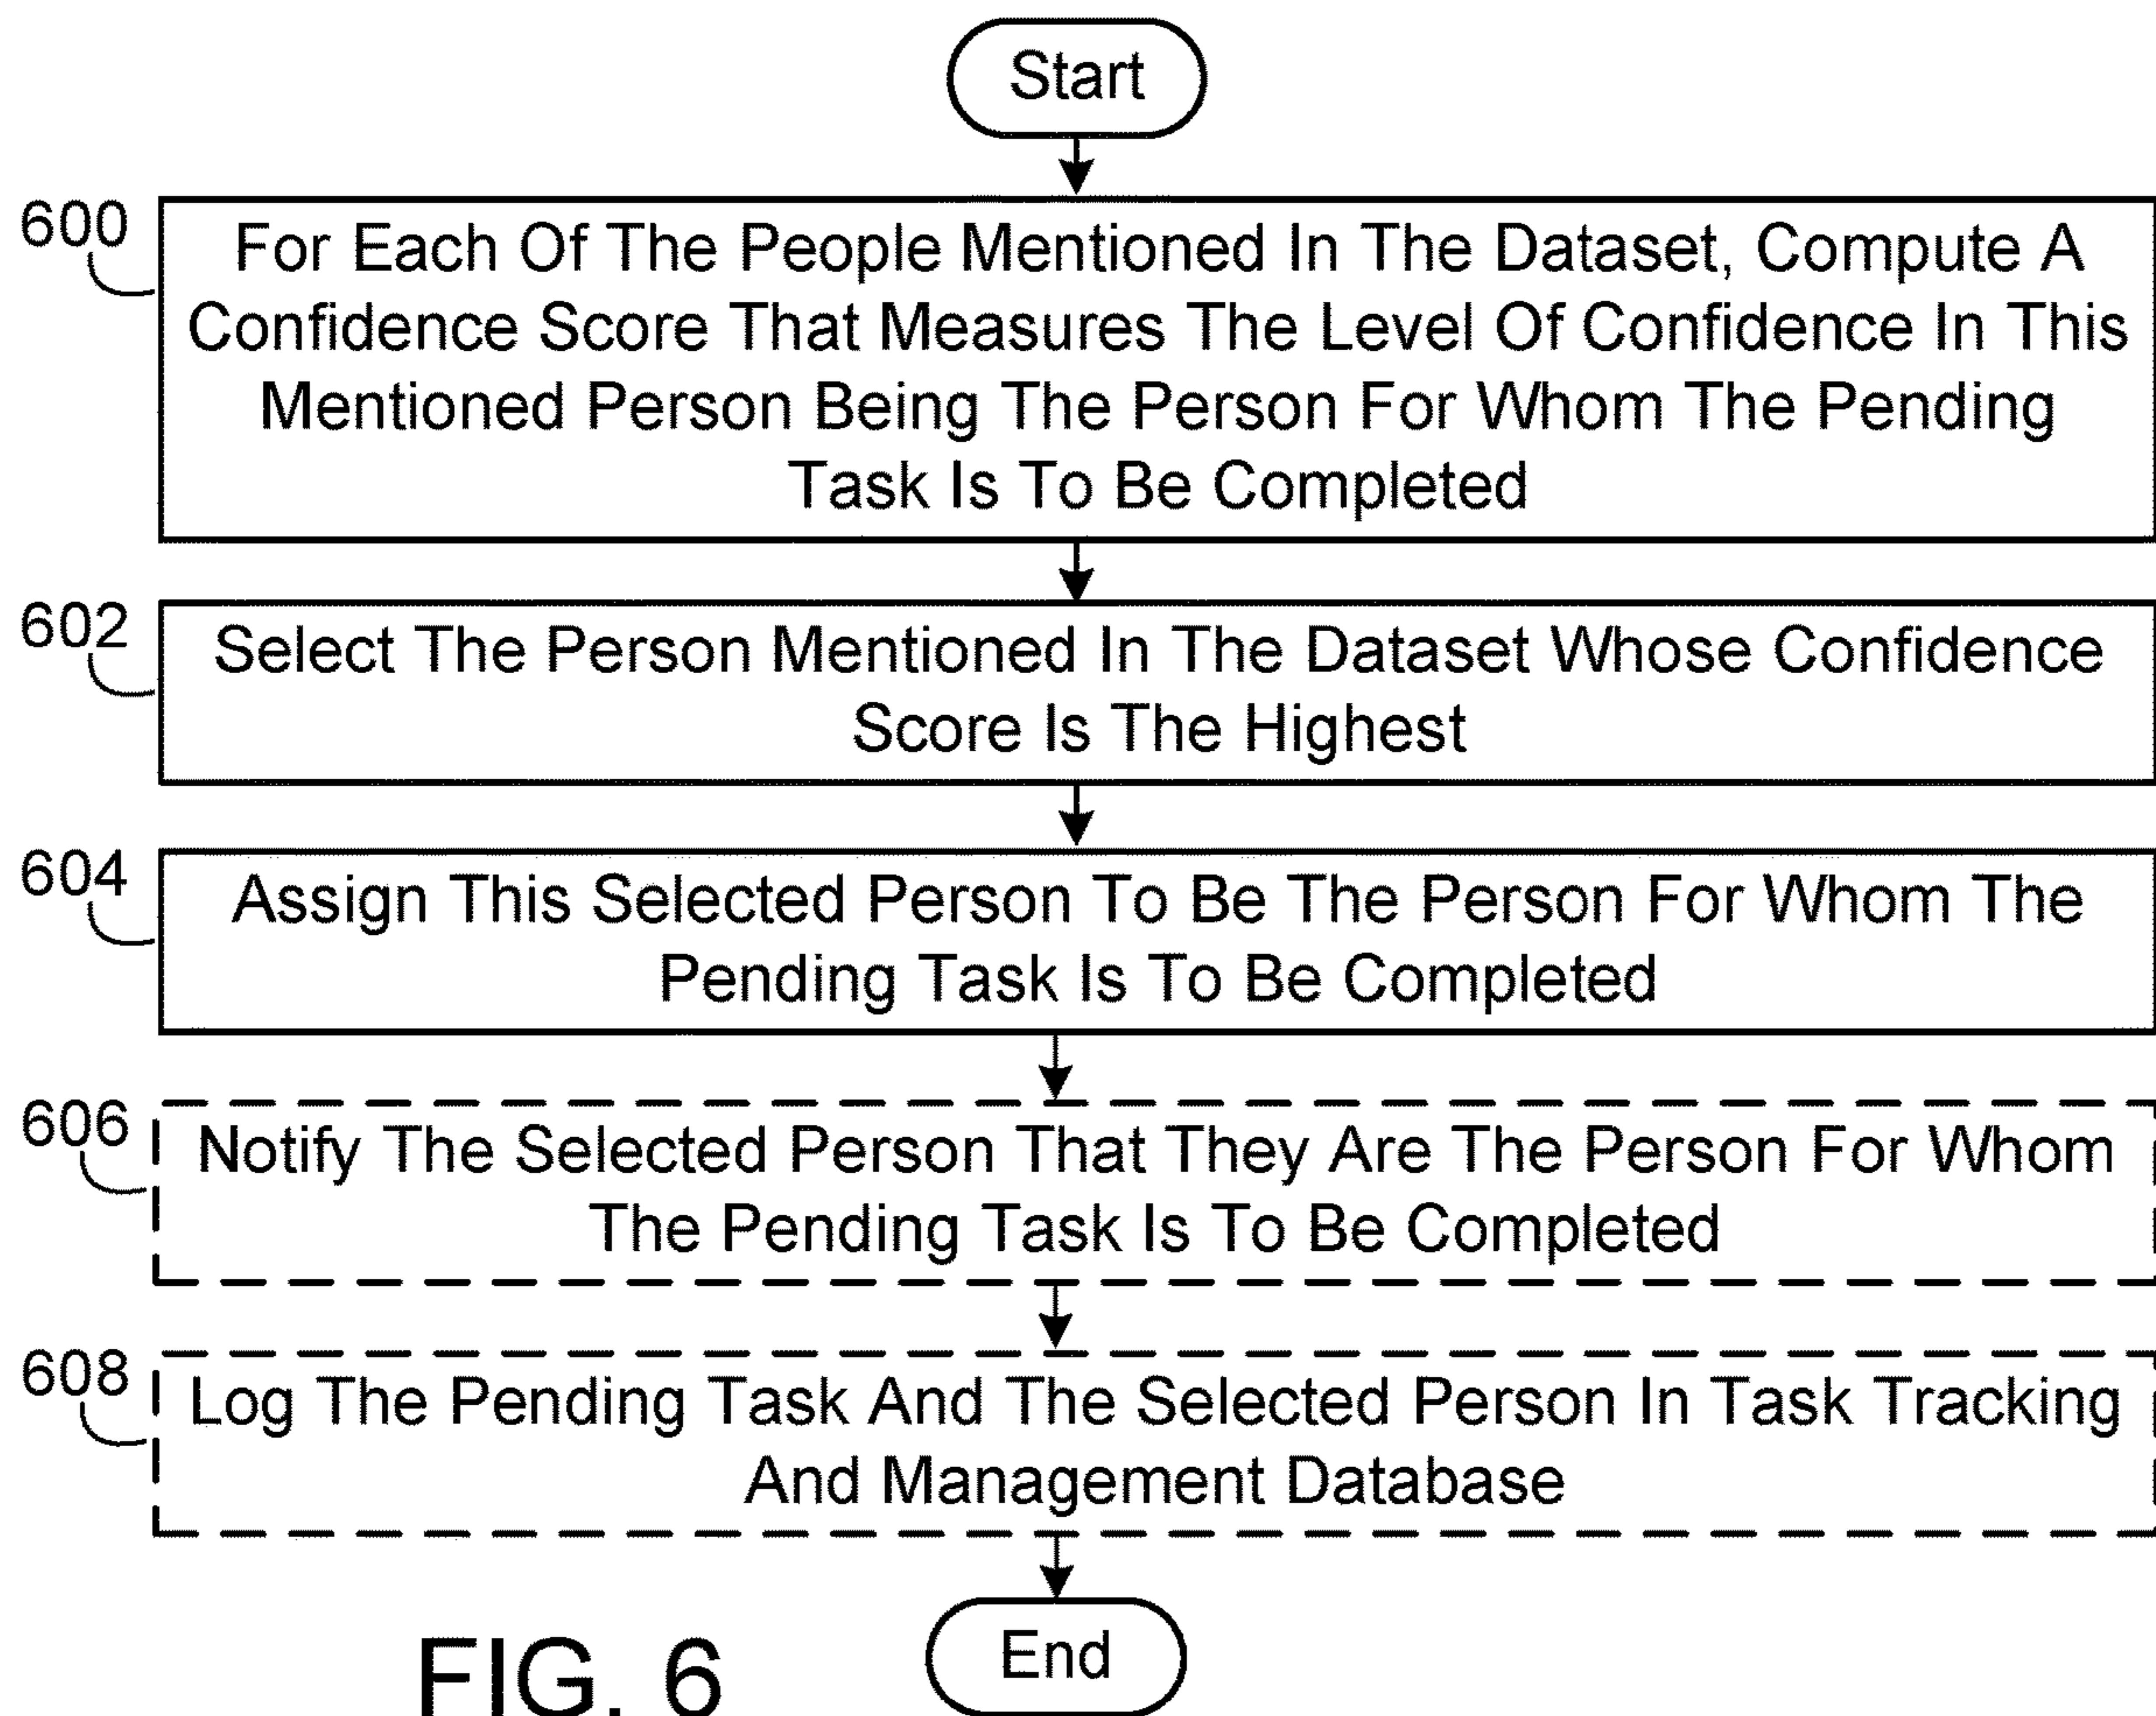 Start
600
For Each Of The People Mentioned In The Dataset, Compute A
Confidence Score That Measures The Level Of Confidence In This
Mentioned Person Being The Person For Whom The Pending
Task Is To Be Completed
602
Select The Person Mentioned In The Dataset Whose Confidence
Score Is The Highest
604
Assign This Selected Person To Be The Person For Whom The
Pending Task Is To Be Completed
606
Notify The Selected Person That They Are The Person For Whom
The Pending Task Is To Be Completed
608
Log The Pending Task And The Selected Person In Task Tracking
And Management Database
End
FIG. 6